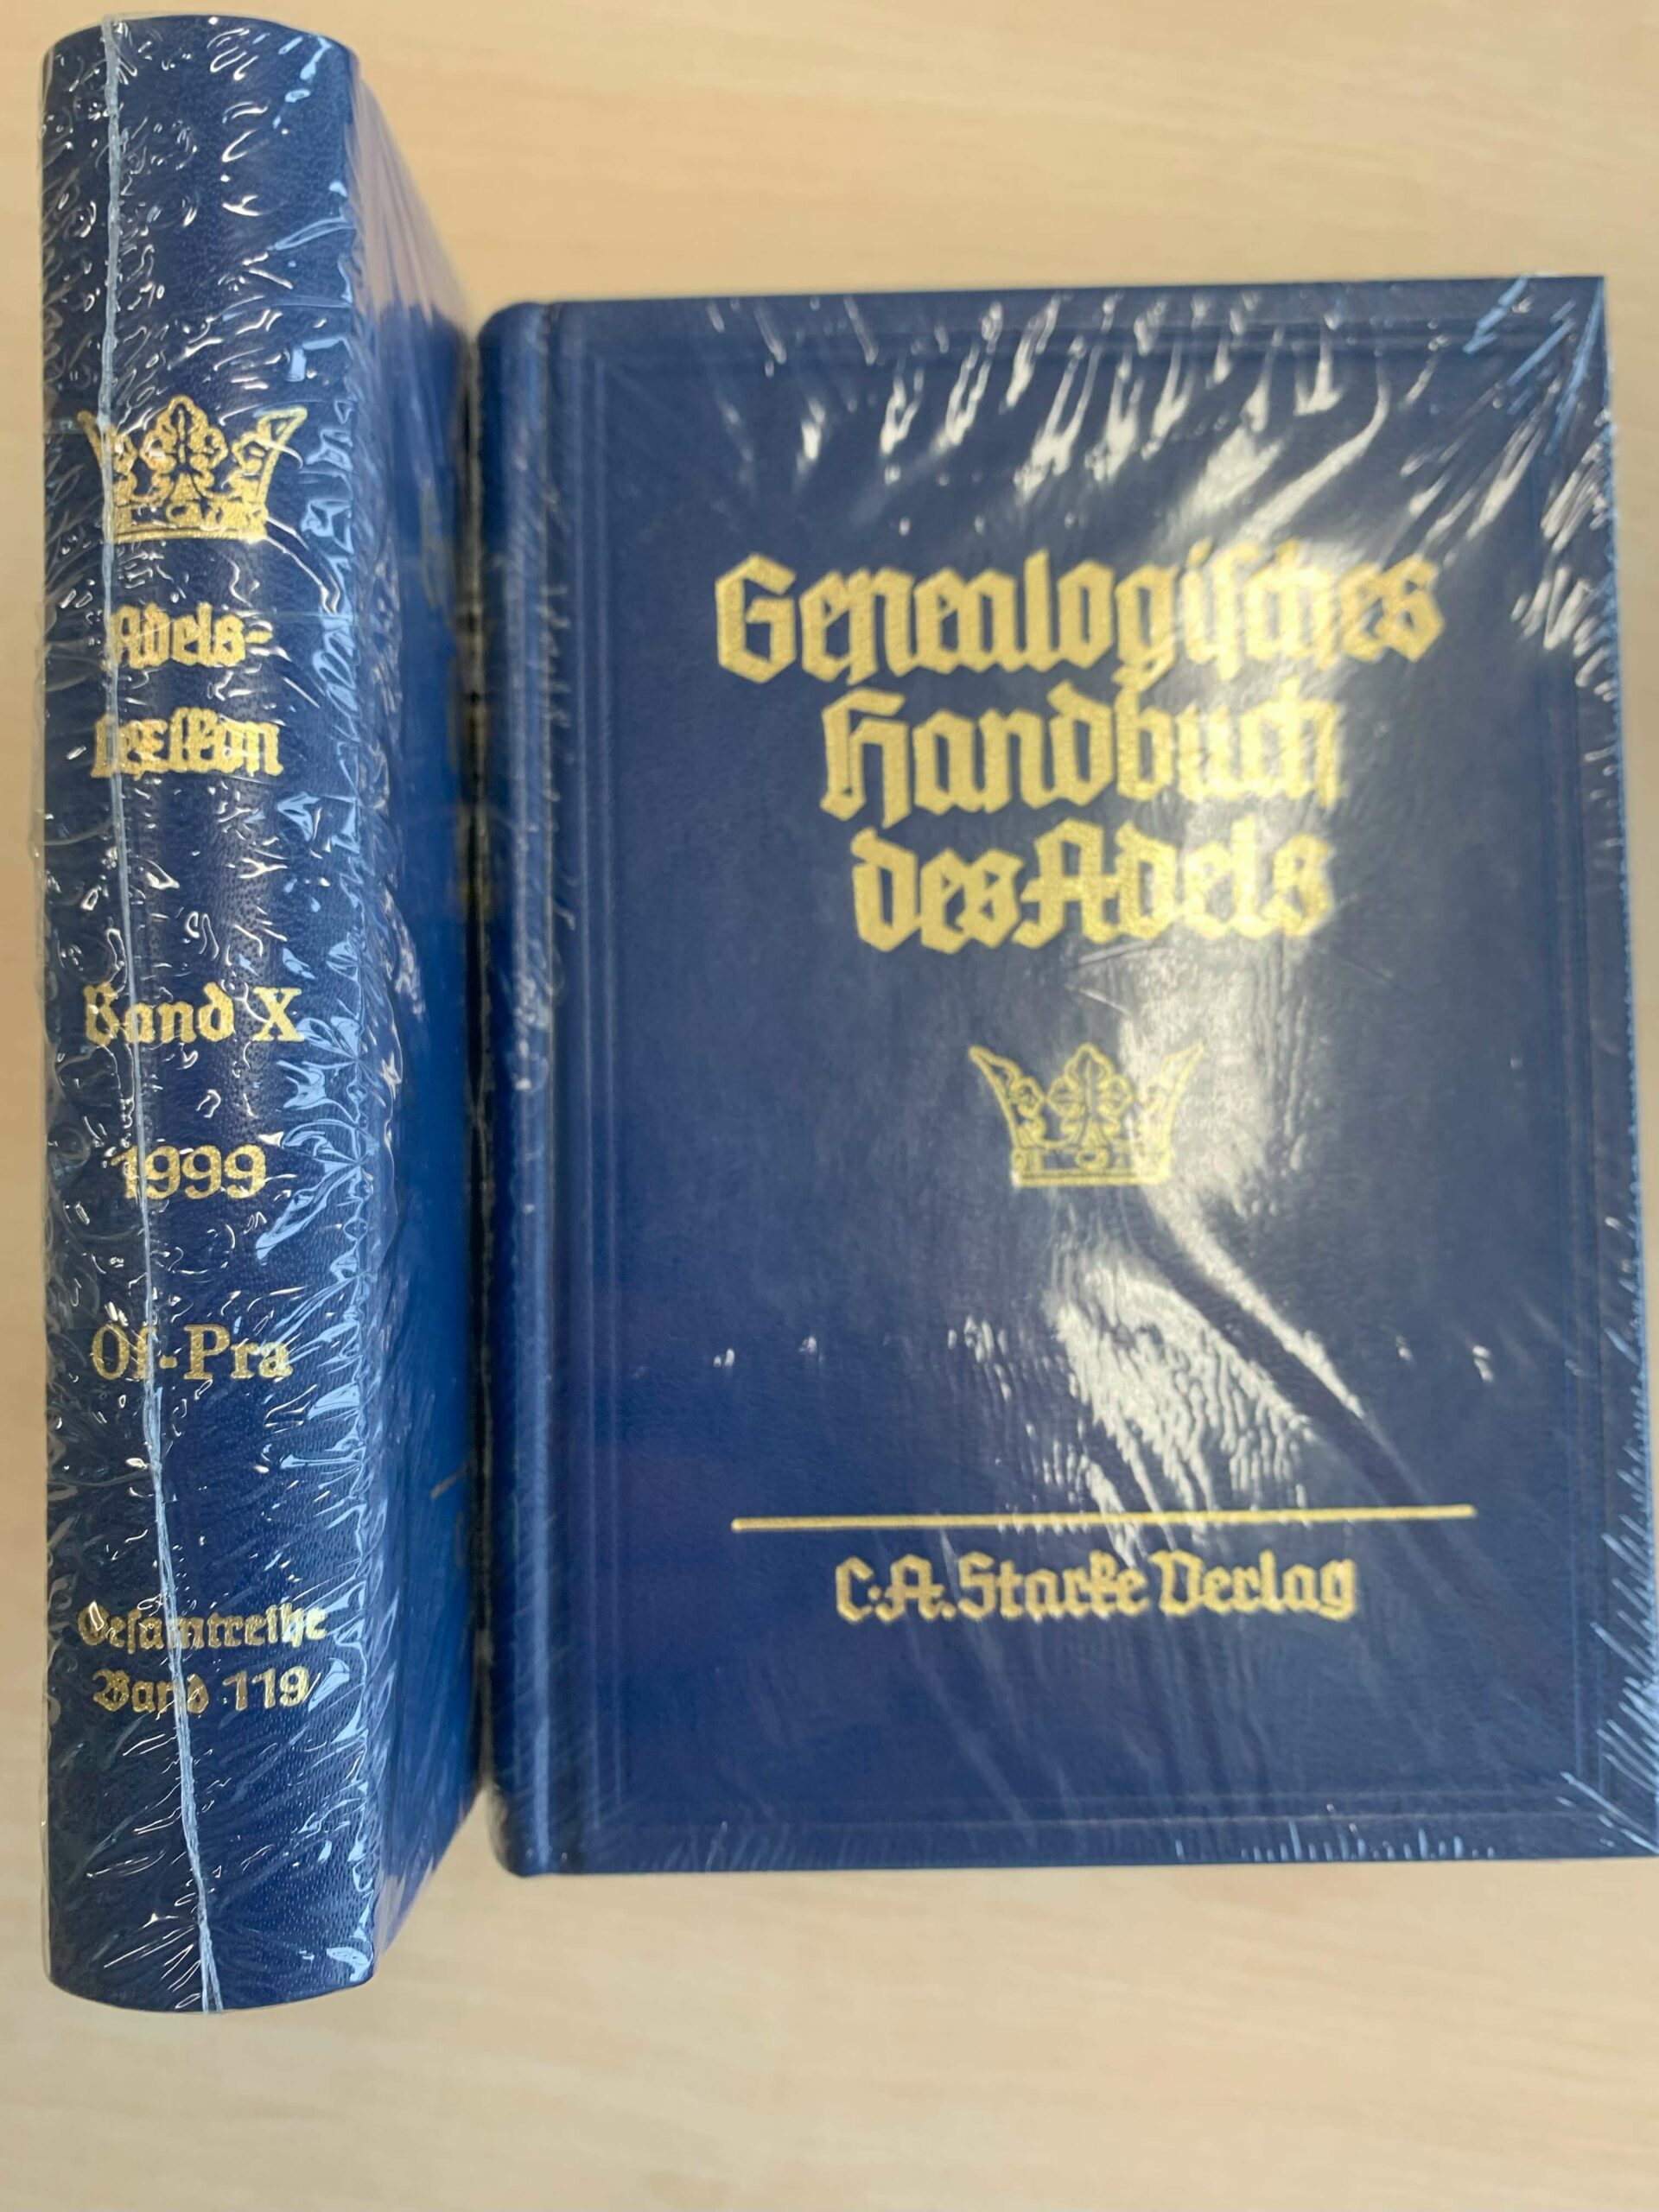 Adels=
Lexikon
Band X
1999
Of-Pra
Gesamtreihe
Band 119
Genealogisches
Handbuch
des Adels
C.A. Starke Verlag